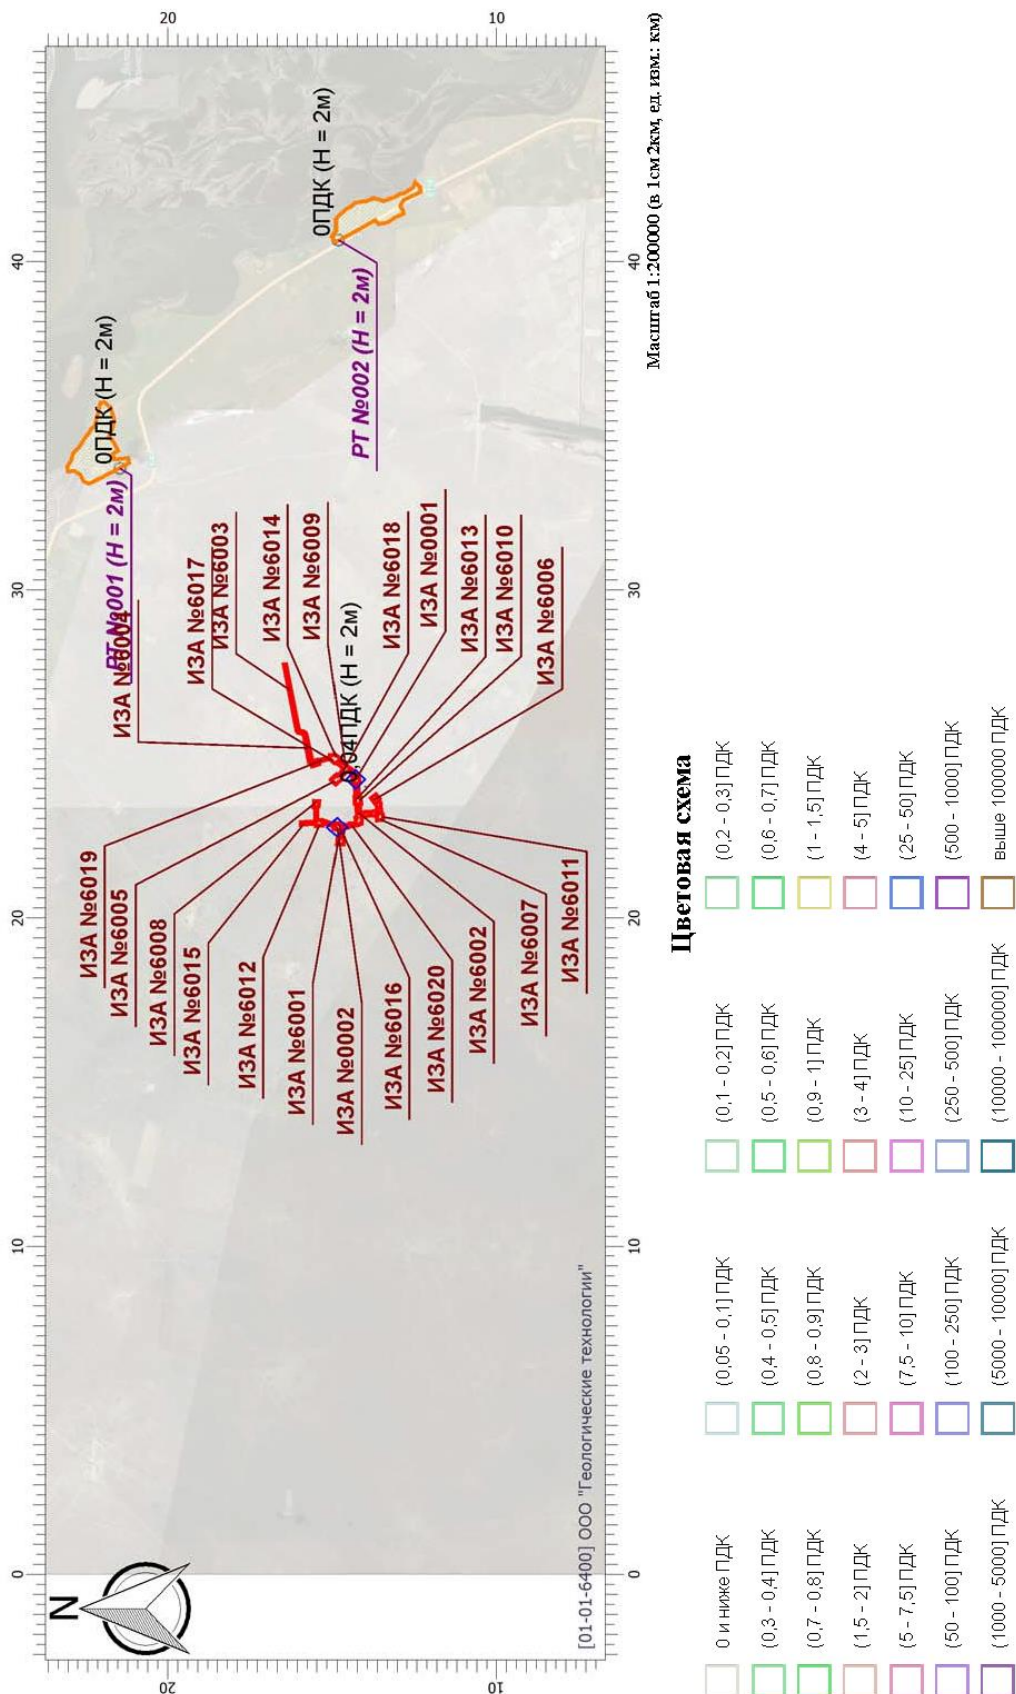 N
20
10
20
10
0
10
20
30
40
0
10
20
30
40
0ПДК (Н = 2м)
РТ №001 (Н = 2м)
0ПДК (Н = 2м)
РТ №002 (Н = 2м)
0,04ПДК (Н = 2м)
ИЗА №6004
ИЗА №6017
ИЗА №6003
ИЗА №6014
ИЗА №6009
ИЗА №6018
ИЗА №0001
ИЗА №6013
ИЗА №6010
ИЗА №6006
ИЗА №6019
ИЗА №6005
ИЗА №6008
ИЗА №6015
ИЗА №6012
ИЗА №6001
ИЗА №0002
ИЗА №6016
ИЗА №6020
ИЗА №6002
ИЗА №6007
ИЗА №6011
[01-01-6400] ООО "Геологические технологии"
Масштаб 1:200000 (в 1см 2км, ед. изм.: км)
Цветовая схема
0 и ниже ПДК
(0,05 - 0,1] ПДК
(0,1 - 0,2] ПДК
(0,2 - 0,3] ПДК
(0,3 - 0,4] ПДК
(0,4 - 0,5] ПДК
(0,5 - 0,6] ПДК
(0,6 - 0,7] ПДК
(0,7 - 0,8] ПДК
(0,8 - 0,9] ПДК
(0,9 - 1] ПДК
(1 - 1,5] ПДК
(1,5 - 2] ПДК
(2 - 3] ПДК
(3 - 4] ПДК
(4 - 5] ПДК
(5 - 7,5] ПДК
(7,5 - 10] ПДК
(10 - 25] ПДК
(25 - 50] ПДК
(50 - 100] ПДК
(100 - 250] ПДК
(250 - 500] ПДК
(500 - 1000] ПДК
(1000 - 5000] ПДК
(5000 - 10000] ПДК
(10000 - 100000] ПДК
выше 100000 ПДК